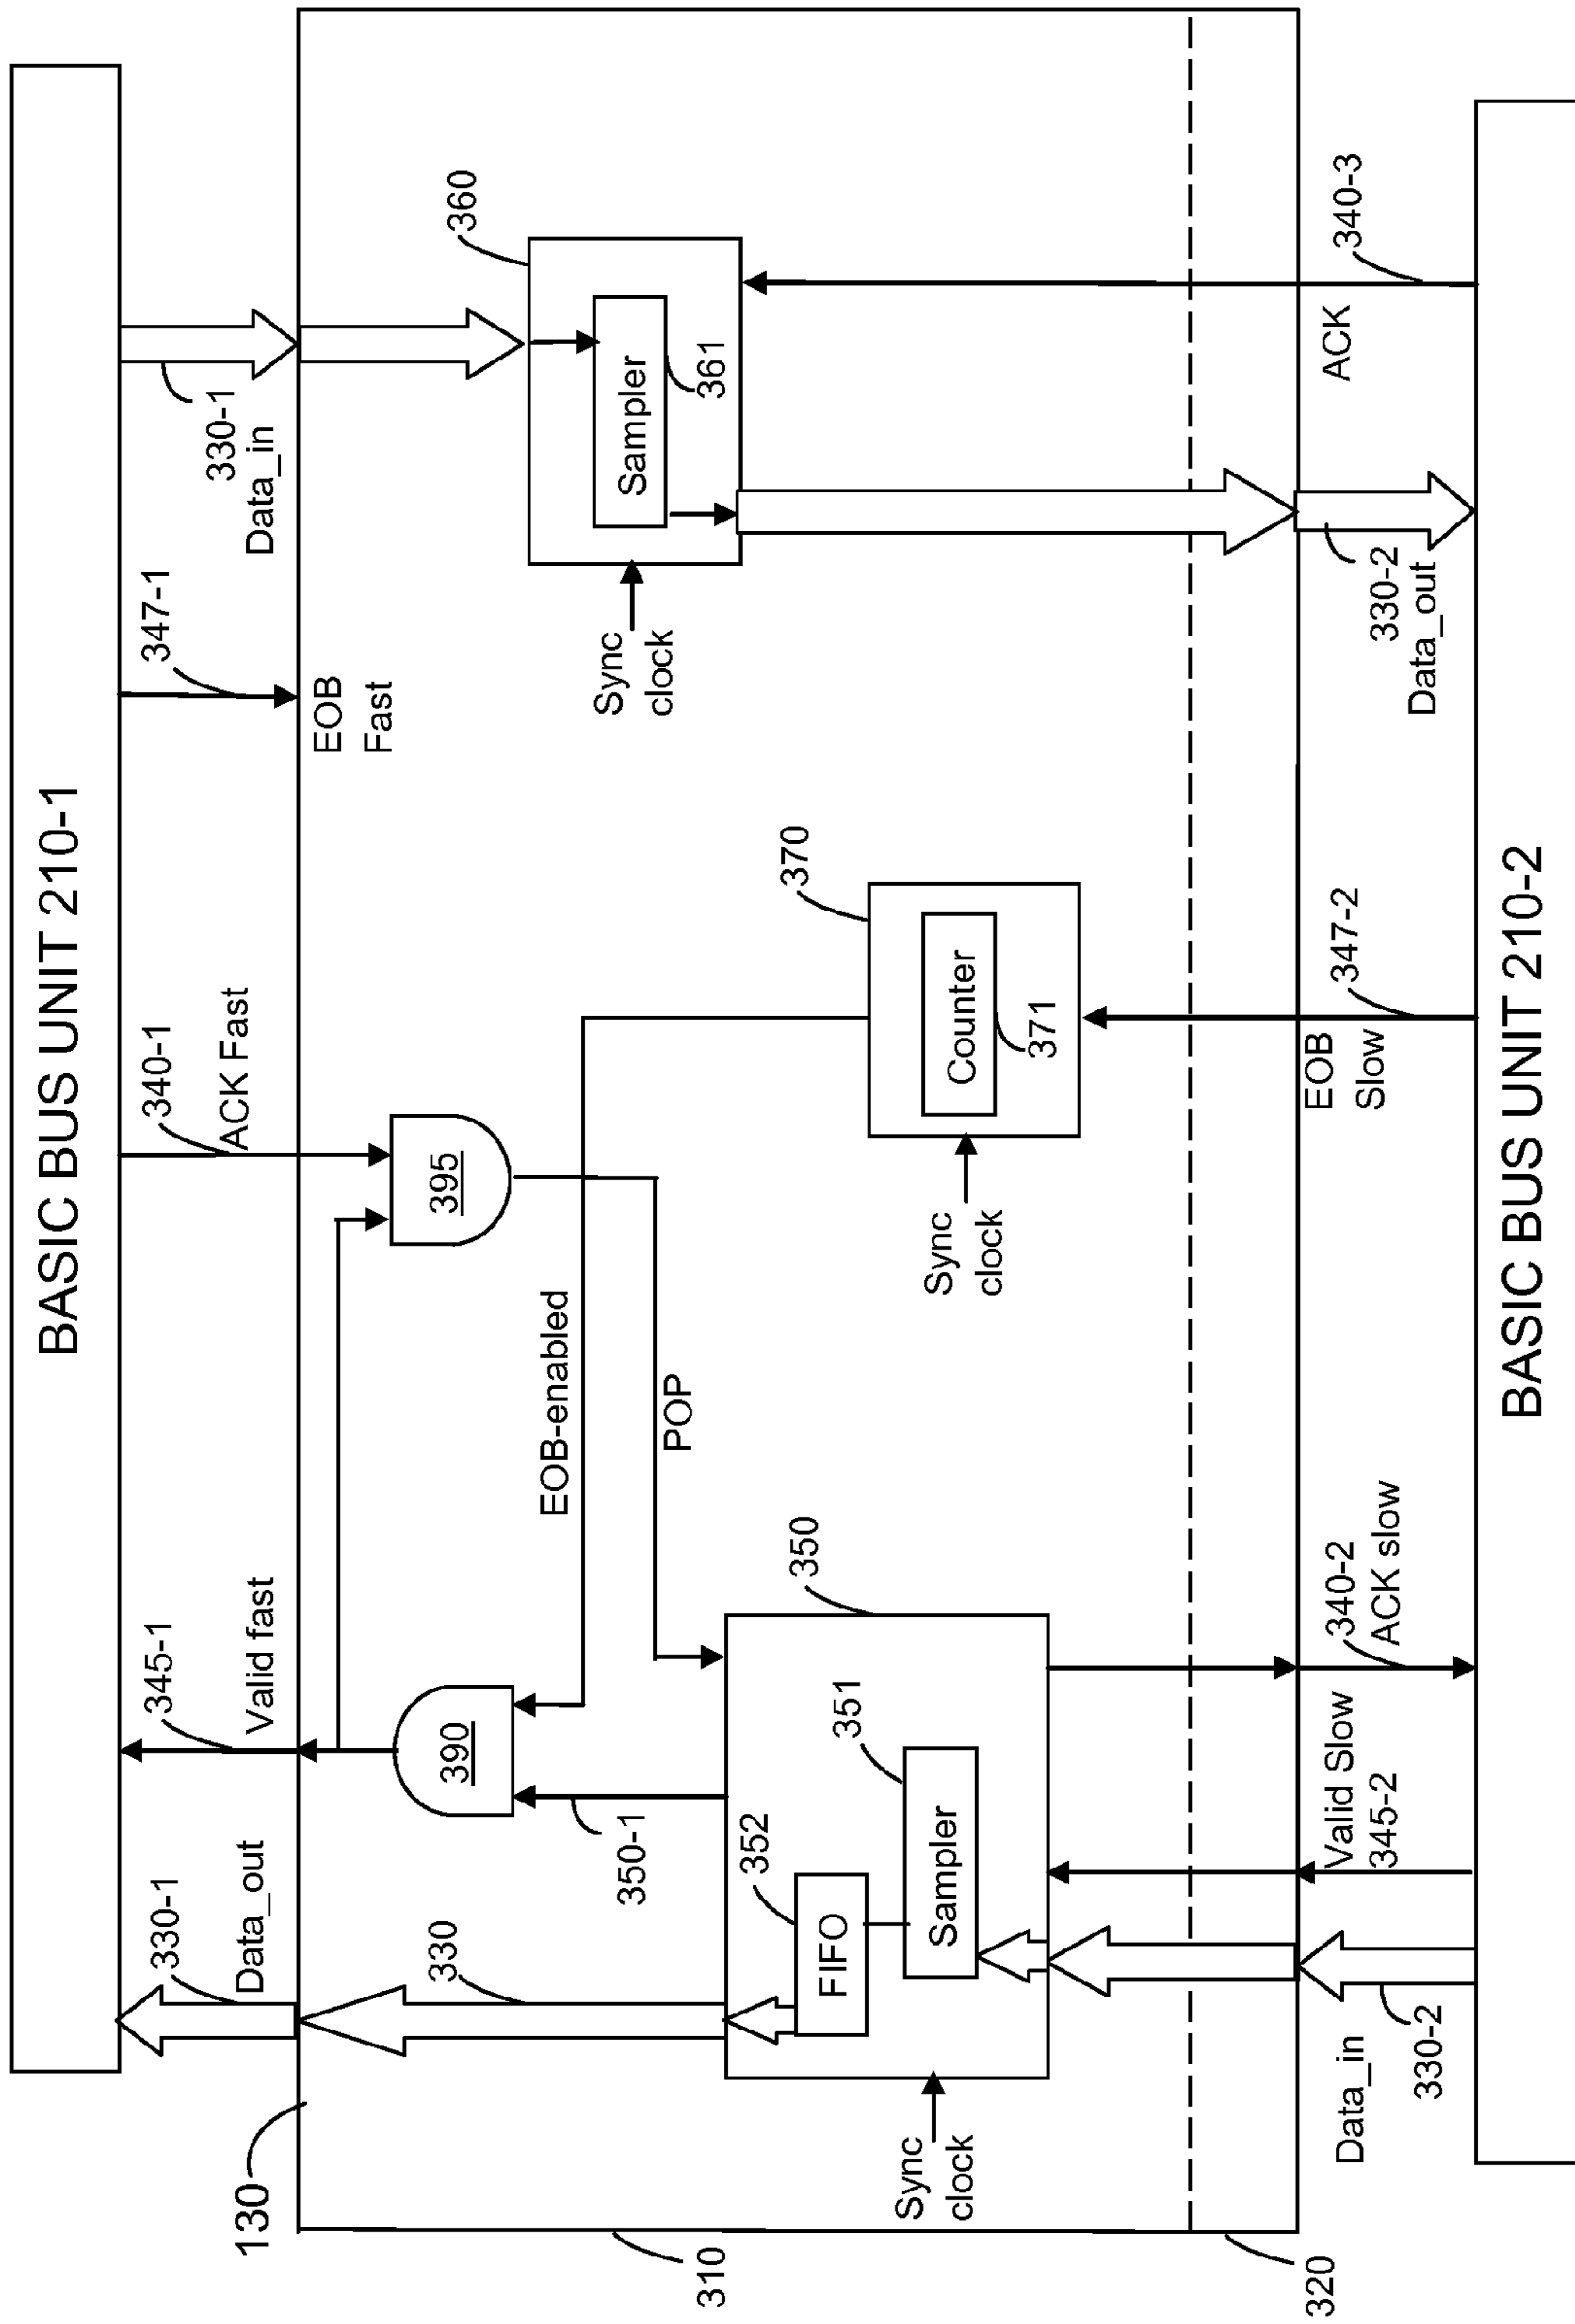 BASIC BUS UNIT 210-1
130
330-1
Data_out
345-1
Valid fast
340-1
ACK Fast
347-1
EOB
Fast
330-1
Data_in
330
390
395
350-1
EOB-enabled
POP
360
Sampler
361
Sync
clock
370
Counter
371
Sync
clock
350
352
FIFO
351
Sampler
Sync
clock
310
320
Data_in
330-2
Valid Slow
345-2
340-2
ACK slow
EOB
Slow
347-2
330-2
Data_out
ACK
340-3
BASIC BUS UNIT 210-2